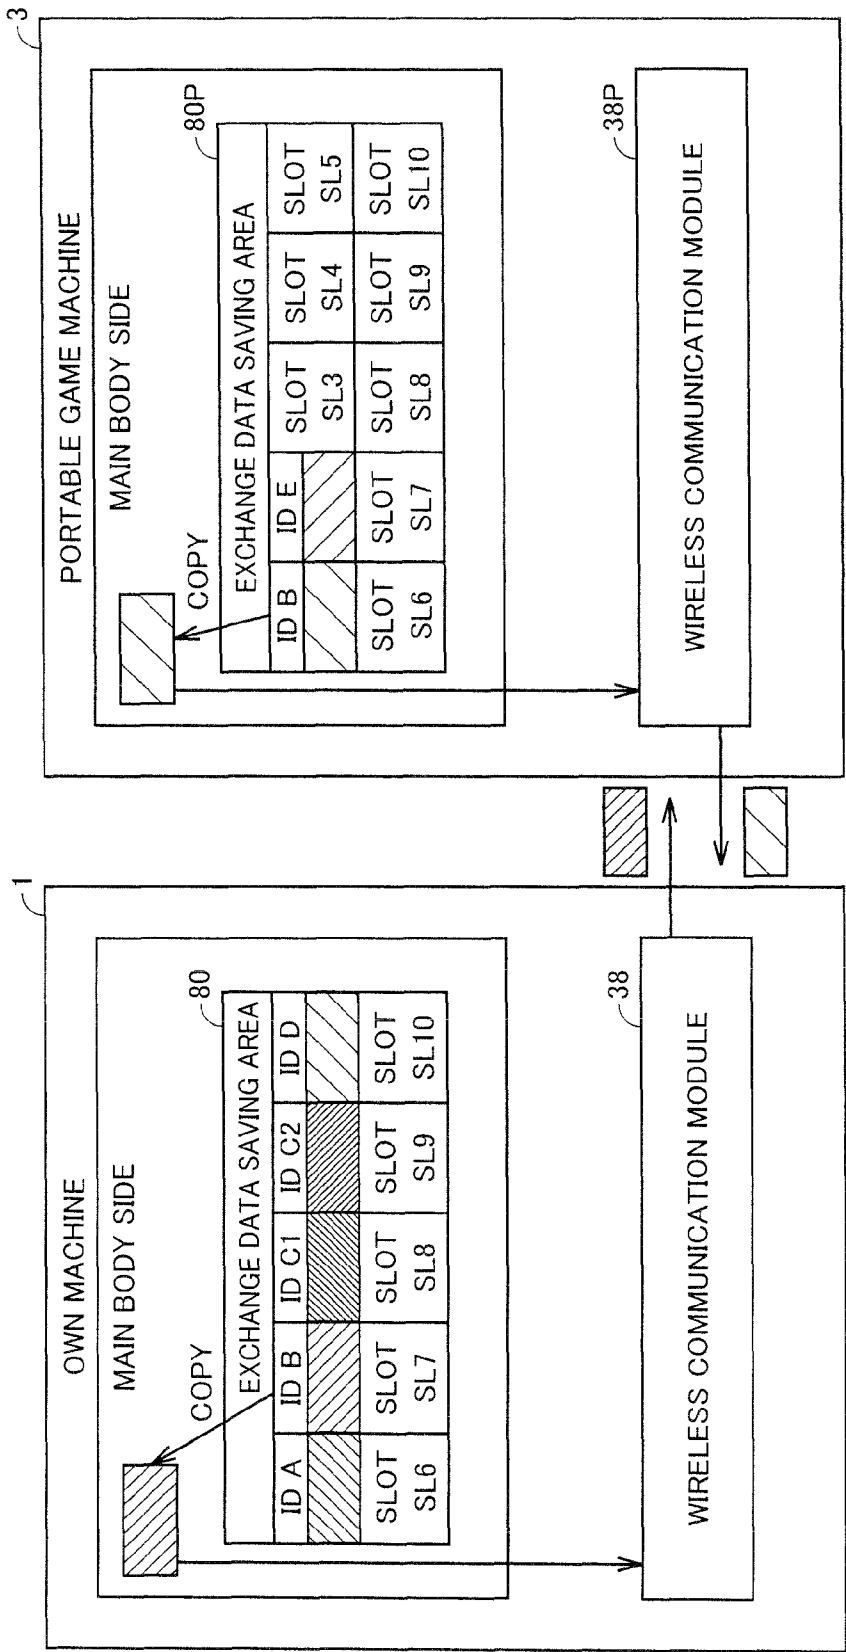 1
OWN MACHINE
MAIN BODY SIDE
COPY
80
EXCHANGE DATA SAVING AREA
ID A
ID B
ID C1
ID C2
ID D
SLOT SL6
SLOT SL7
SLOT SL8
SLOT SL9
SLOT SL10
38
WIRELESS COMMUNICATION MODULE
3
PORTABLE GAME MACHINE
MAIN BODY SIDE
COPY
80P
EXCHANGE DATA SAVING AREA
ID B
ID E
SLOT SL3
SLOT SL4
SLOT SL5
SLOT SL6
SLOT SL7
SLOT SL8
SLOT SL9
SLOT SL10
38P
WIRELESS COMMUNICATION MODULE